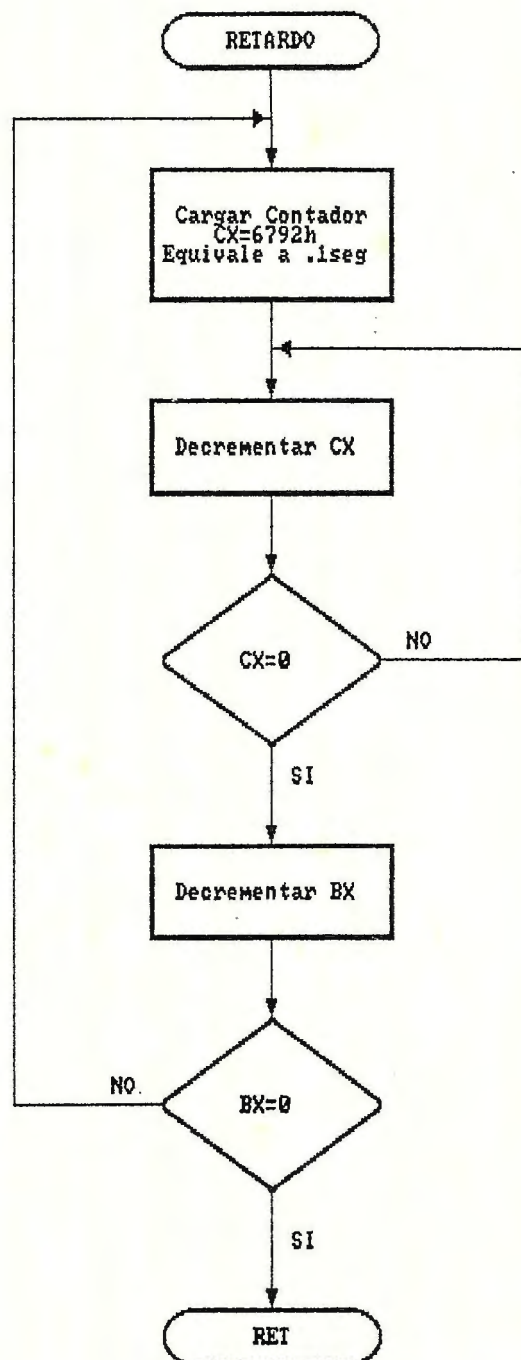 RETARDO
Cargar Contador
CX=6792h
Equivale a .1seg
Decrementar CX
CX=0
NO
SI
Decrementar BX
BX=0
NO.
SI
RET